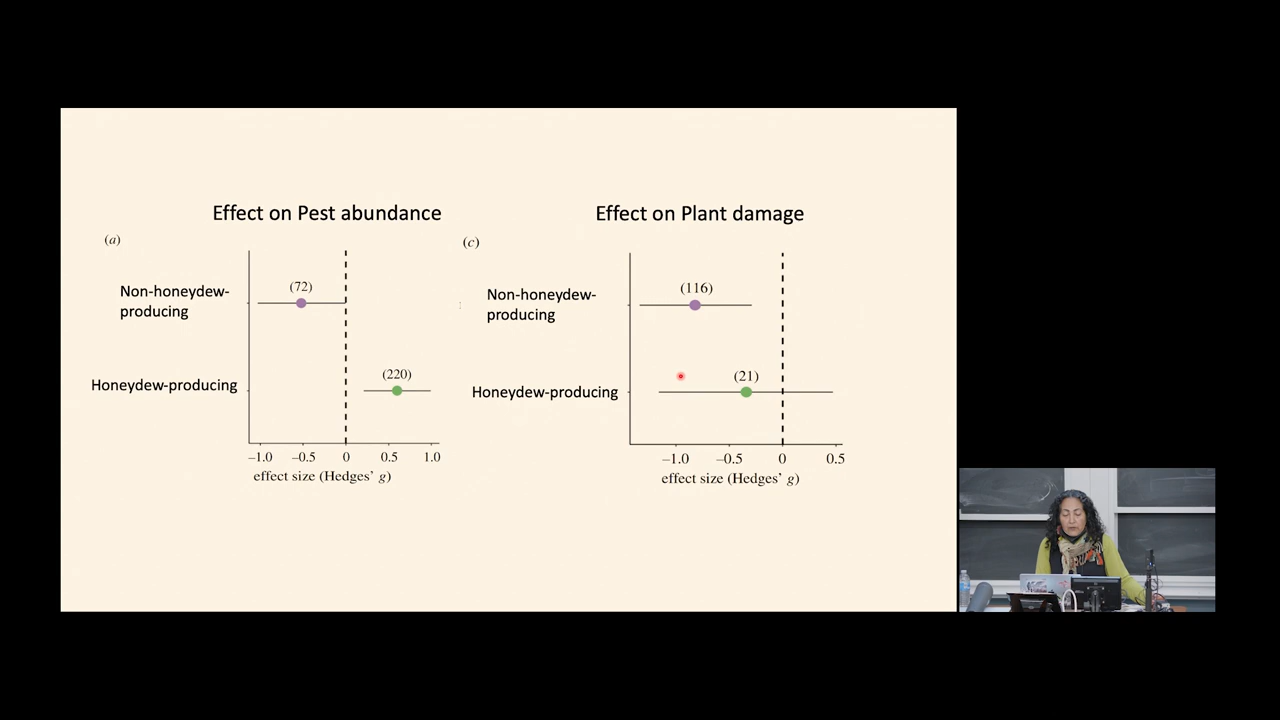 Effect on Pest abundance
(a)
Non-honeydew-
producing
(72)
Honeydew-producing
(220)
–1.0 –0.5 0 0.5 1.0
effect size (Hedges' g)
Effect on Plant damage
(c)
Non-honeydew-
producing
(116)
Honeydew-producing
(21)
–1.0 –0.5 0 0.5
effect size (Hedges' g)